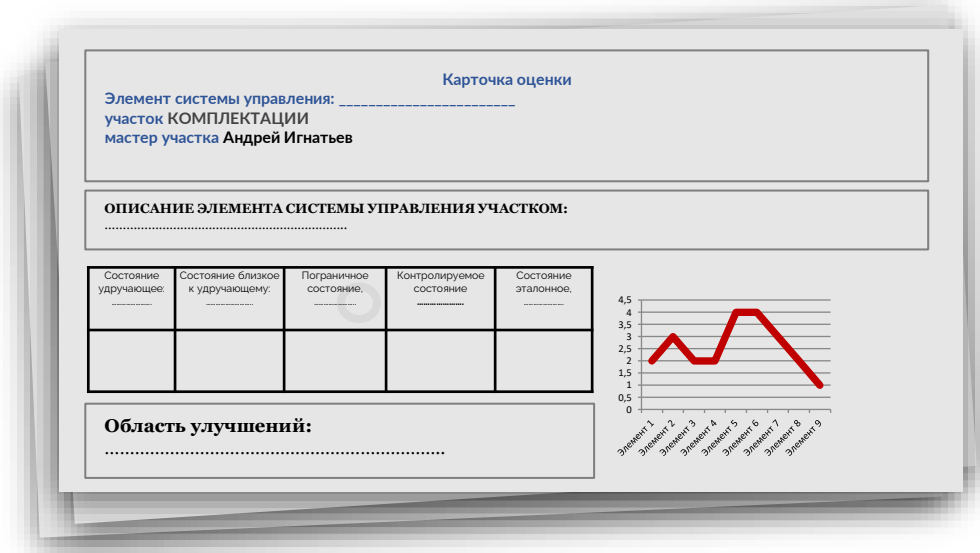 Карточка оценки
Элемент системы управления: ________________________
участок КОМПЛЕКТАЦИИ
мастер участка Андрей Игнатьев
ОПИСАНИЕ ЭЛЕМЕНТА СИСТЕМЫ УПРАВЛЕНИЯ УЧАСТКОМ:
...................................................................
Состояние
удручающее:
..................
Состояние близкое
к удручающему:
.....................
Пограничное
состояние,
...................
Контролируемое
состояние
.....................
Состояние
эталонное,
..................
Область улучшений:
...................................................................
4,5
4
3,5
3
2,5
2
1,5
1
0,5
0
Элемент 1
Элемент 2
Элемент 3
Элемент 4
Элемент 5
Элемент 6
Элемент 7
Элемент 8
Элемент 9